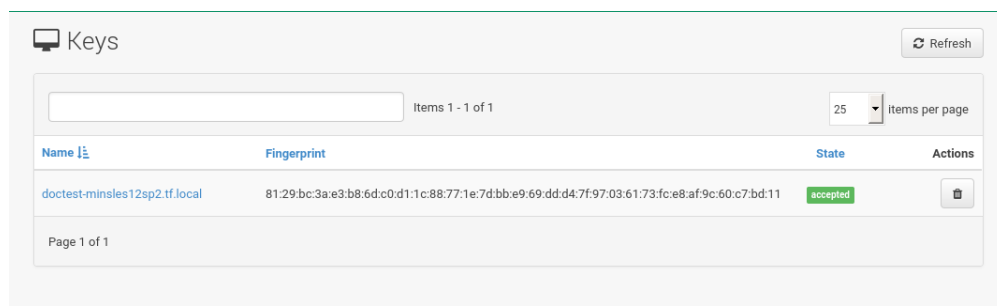 Keys
Refresh
Items 1 - 1 of 1
25 items per page
Name Fingerprint State Actions
doctest-minsles12sp2.tf.local 81:29:bc:3a:e3:b8:6d:c0:d1:1c:88:77:1e:7d:bb:e9:69:dd:d4:7f:97:03:61:73:fc:e8:af:9c:60:c7:bd:11 accepted
Page 1 of 1